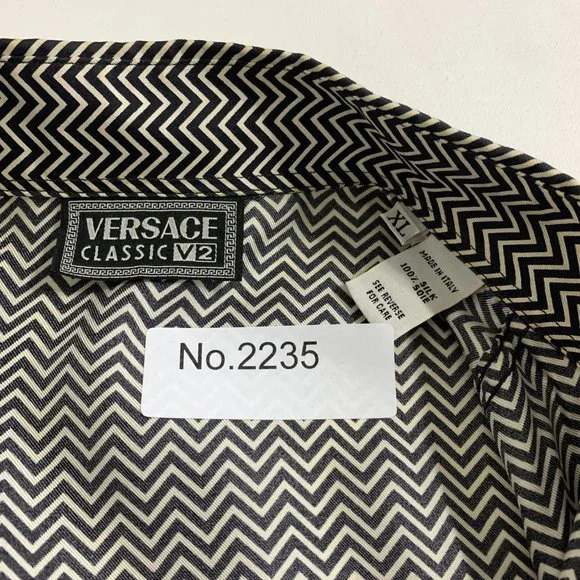 VERSACE
CLASSIC V2
XL
MADE IN ITALY
100% SILK
100% SOIE
SEE REVERSE
FOR CARE
No.2235